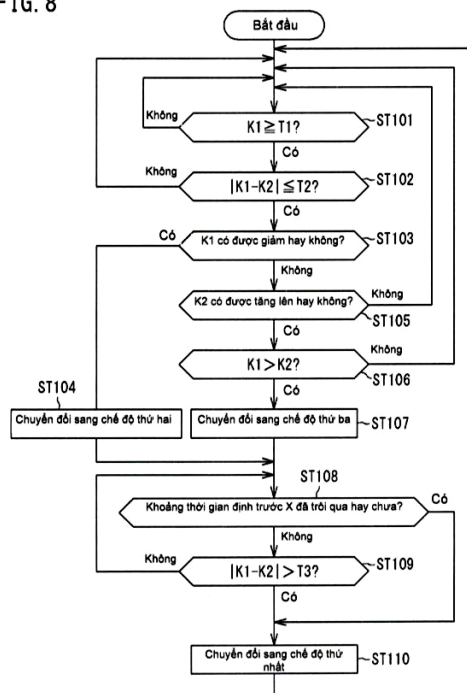 FIG. 8
Bắt đầu
Không
K1≧T1?
ST101
Có
Không
|K1-K2|≦T2?
ST102
Có
Có
K1 có được giảm hay không?
ST103
Không
K2 có được tăng lên hay không?
Không
ST105
Có
K1>K2?
Không
ST106
ST104
Có
Chuyển đổi sang chế độ thứ hai
Chuyển đổi sang chế độ thứ ba
ST107
ST108
Khoảng thời gian định trước X đã trôi qua hay chưa?
Có
Không
Không
|K1-K2|>T3?
ST109
Có
Chuyển đổi sang chế độ thứ
nhất
ST110